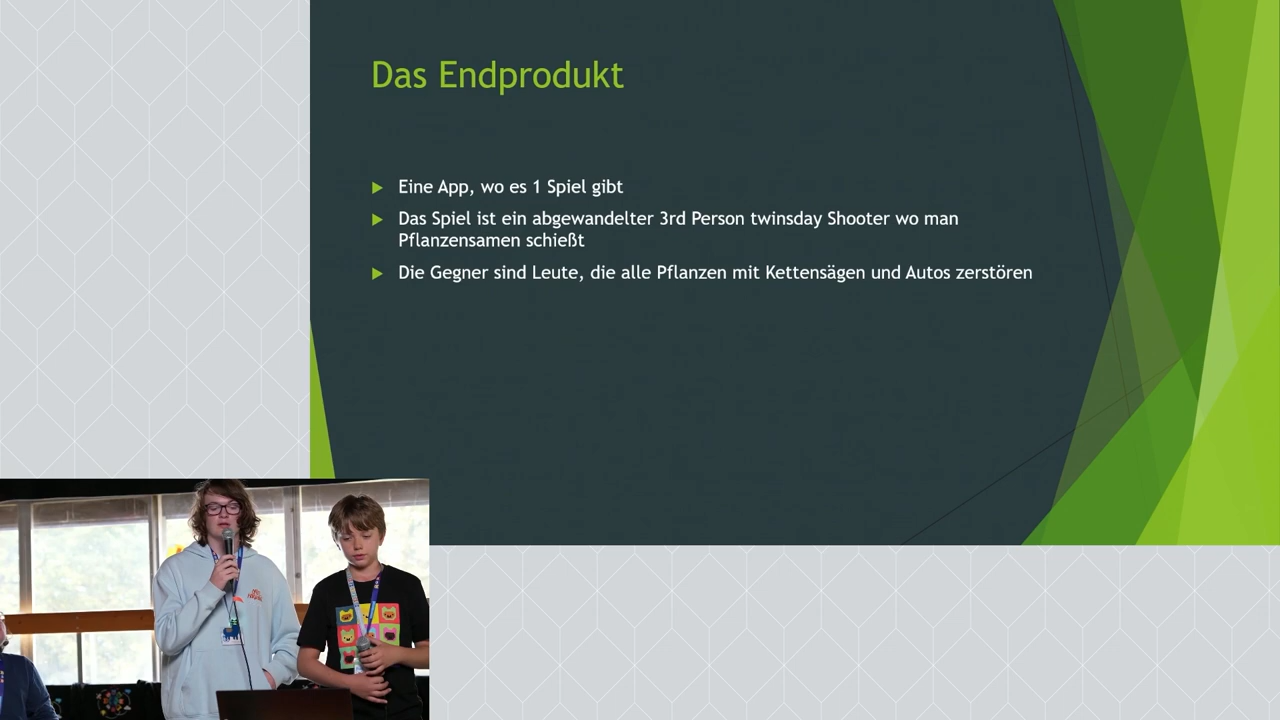 Das Endprodukt
Eine App, wo es 1 Spiel gibt
Das Spiel ist ein abgewandelter 3rd Person twinsday Shooter wo man
Pflanzensamen schießt
Die Gegner sind Leute, die alle Pflanzen mit Kettensägen und Autos zerstören